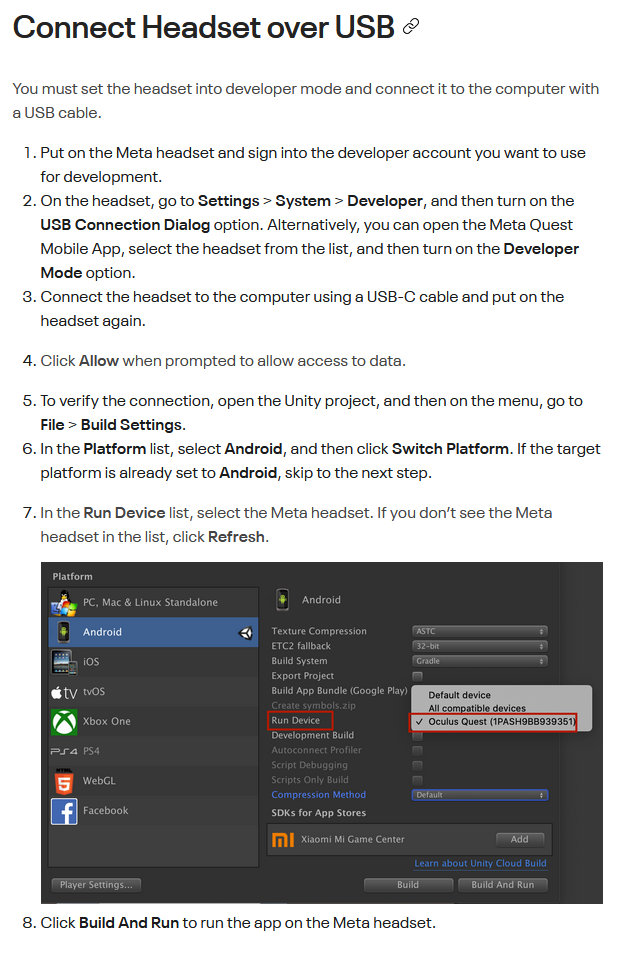 Connect Headset over USB
You must set the headset into developer mode and connect it to the computer with
a USB cable.
1. Put on the Meta headset and sign into the developer account you want to use
for development.
2. On the headset, go to Settings > System > Developer, and then turn on the
USB Connection Dialog option. Alternatively, you can open the Meta Quest
Mobile App, select the headset from the list, and then turn on the Developer
Mode option.
3. Connect the headset to the computer using a USB-C cable and put on the
headset again.
4. Click Allow when prompted to allow access to data.
5. To verify the connection, open the Unity project, and then on the menu, go to
File > Build Settings.
6. In the Platform list, select Android, and then click Switch Platform. If the target
platform is already set to Android, skip to the next step.
7. In the Run Device list, select the Meta headset. If you don’t see the Meta
headset in the list, click Refresh.
Platform
PC, Mac & Linux Standalone
Android
iOS
tv tvOS
Xbox One
PS4 PS4
HTML 5 WebGL
f Facebook
Android
Texture Compression ASTC
ETC2 fallback 32-bit
Build System Gradle
Export Project
Build App Bundle (Google Play)
Create symbols.zip
Run Device
Default device
All compatible devices
✓ Oculus Quest (1PASH9BB939351)
Development Build
Autoconnect Profiler
Script Debugging
Scripts Only Build
Compression Method Default
SDKs for App Stores
mi Xiaomi Mi Game Center Add
Learn about Unity Cloud Build
Player Settings... Build Build And Run
8. Click Build And Run to run the app on the Meta headset.